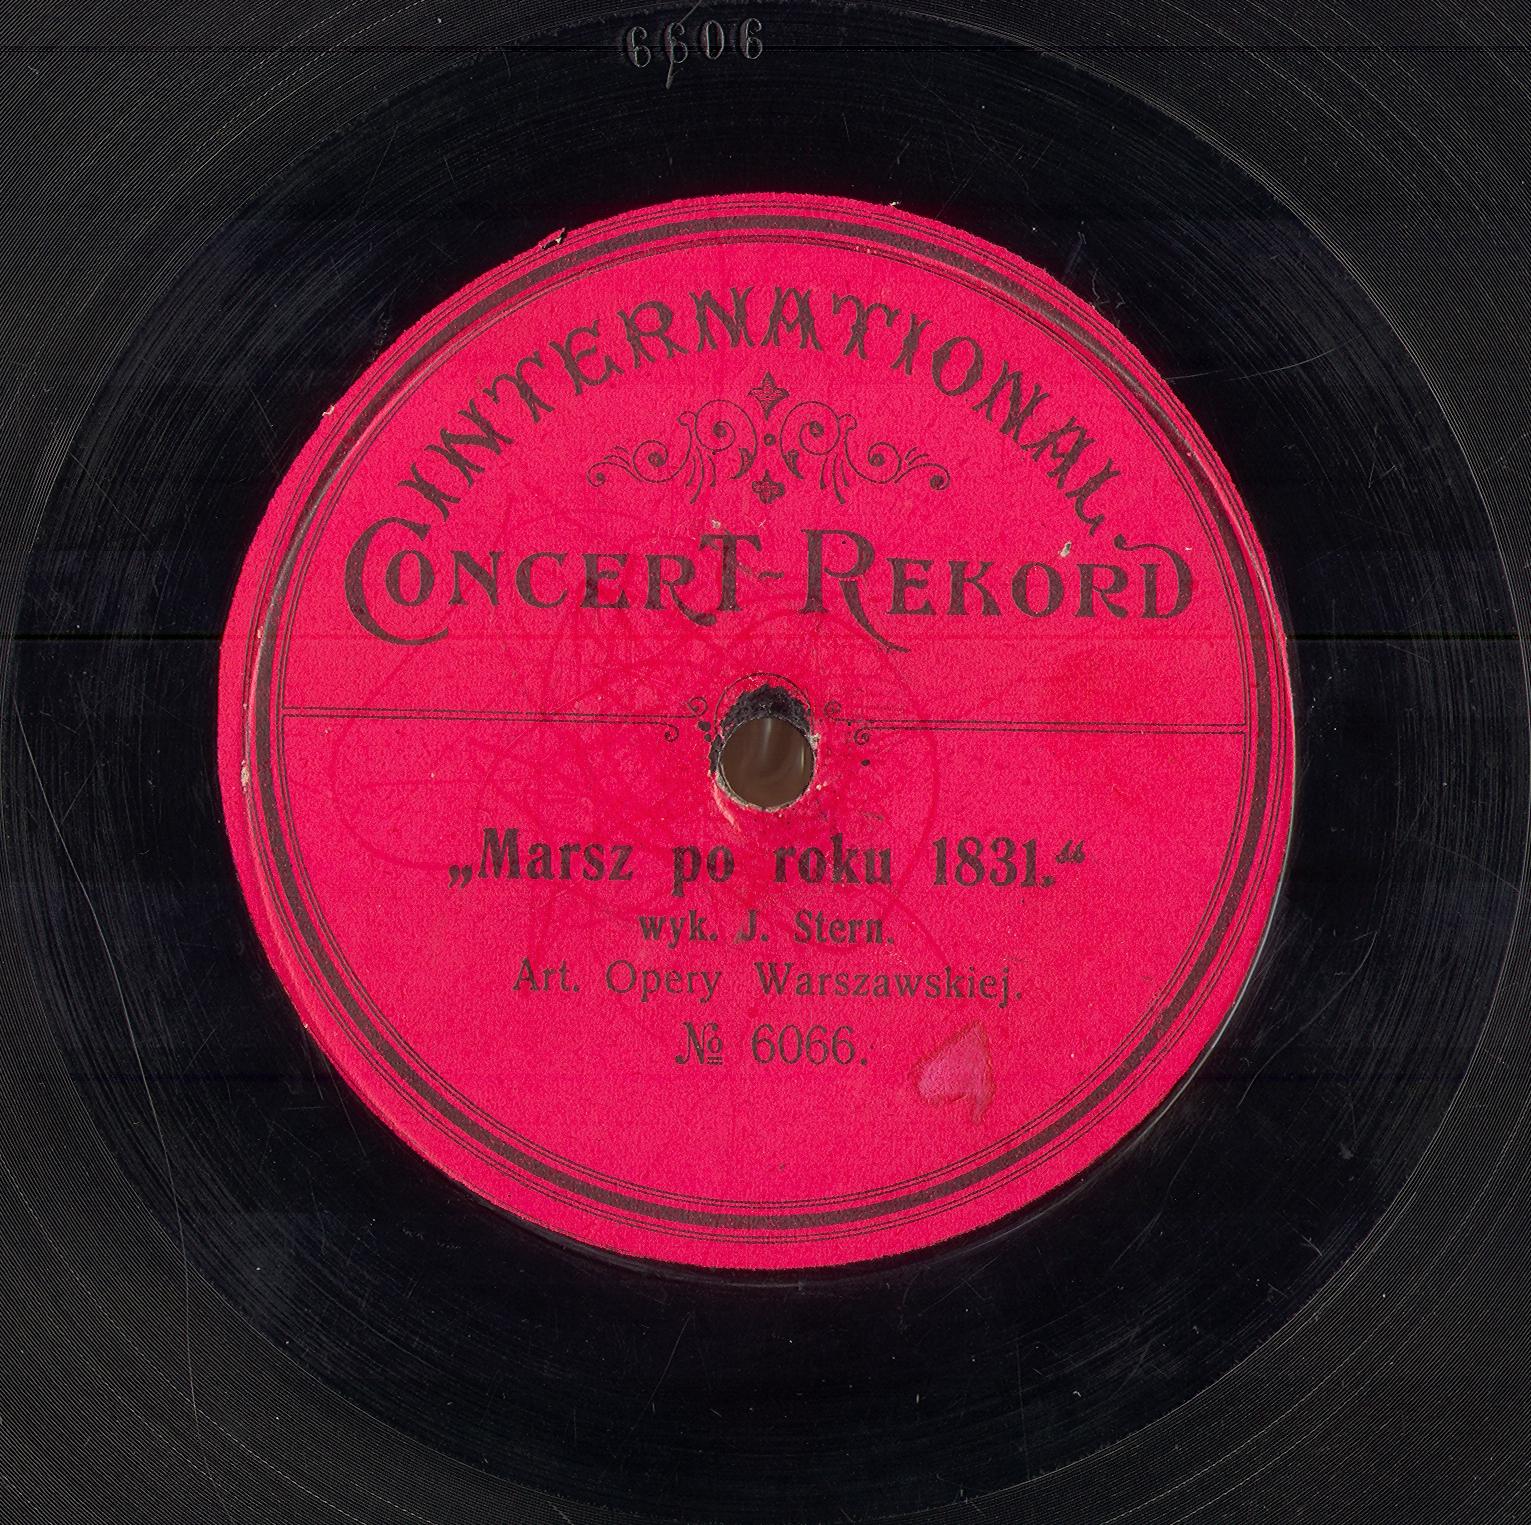 6606
INTERNATIONAL
CONCERT-REKORD
„Marsz po roku 1831.“
wyk. J. Stern.
Art. Opery Warszawskiej.
№ 6066.